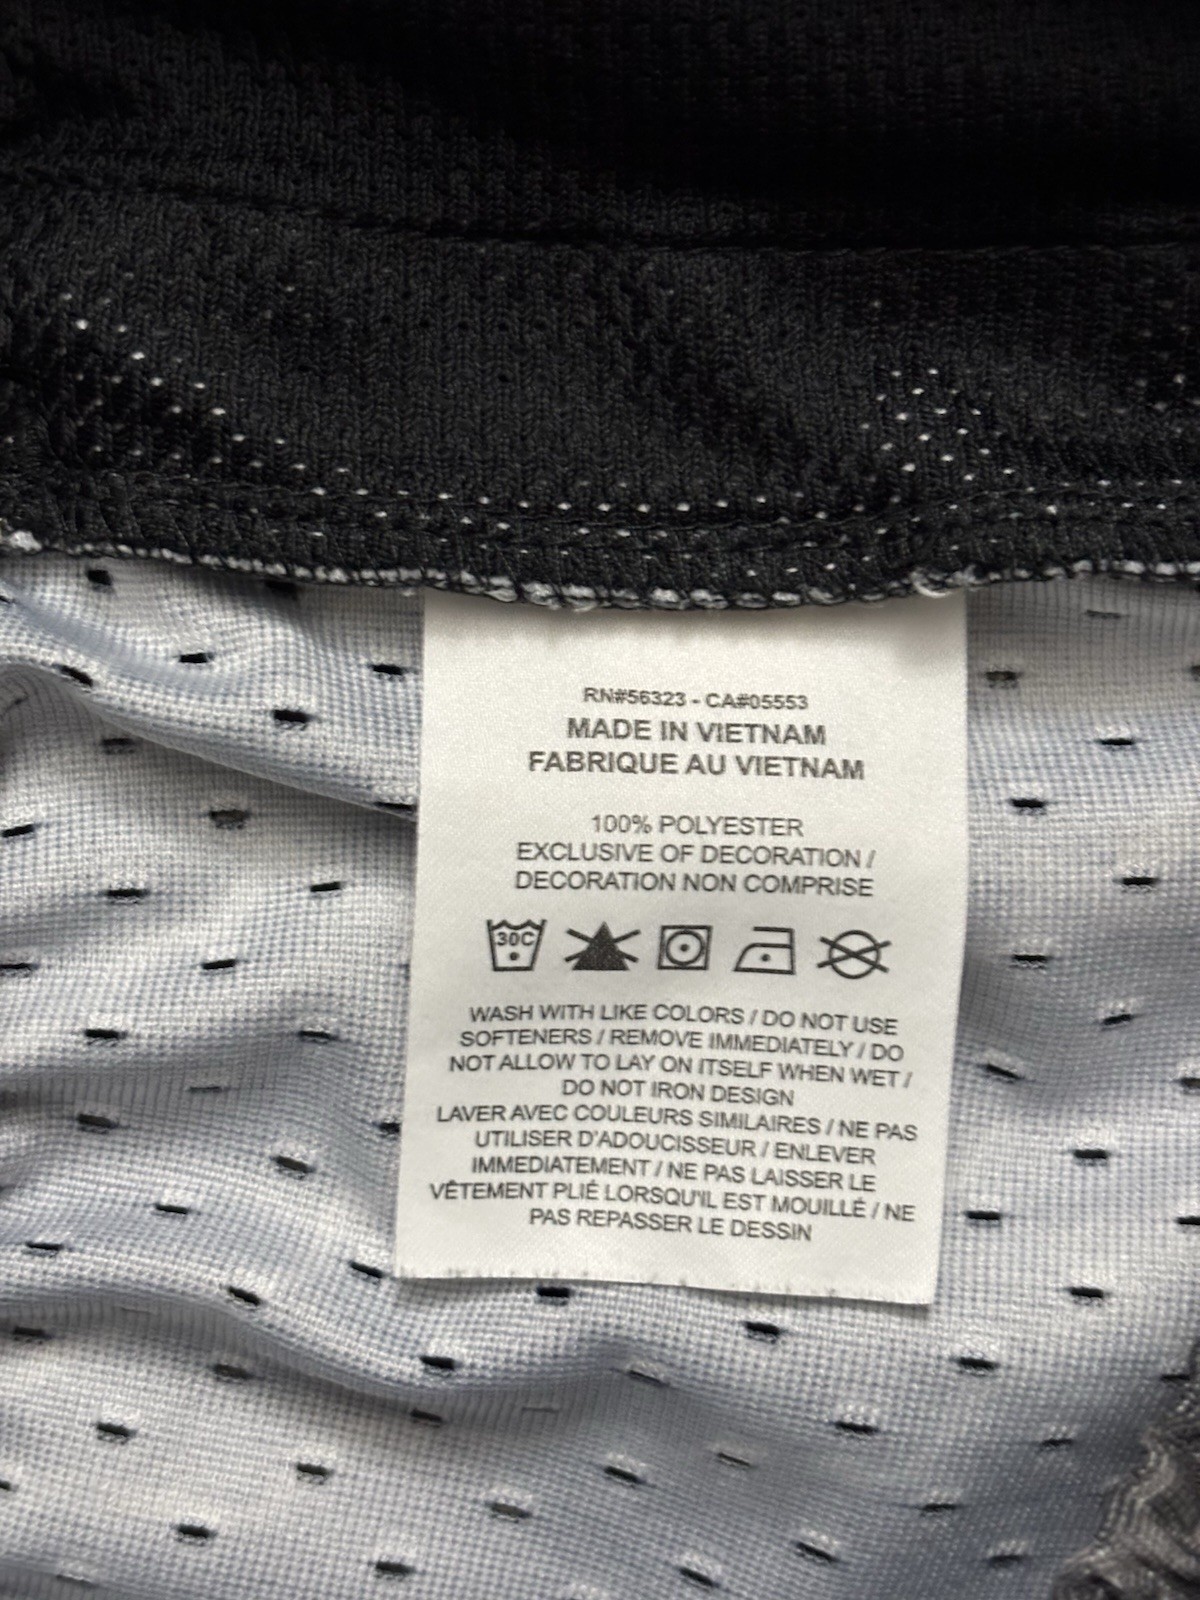 RN#56323 - CA#05553
MADE IN VIETNAM
FABRIQUE AU VIETNAM
100% POLYESTER
EXCLUSIVE OF DECORATION /
DECORATION NON COMPRISE
30C
WASH WITH LIKE COLORS / DO NOT USE
SOFTENERS / REMOVE IMMEDIATELY / DO
NOT ALLOW TO LAY ON ITSELF WHEN WET /
DO NOT IRON DESIGN
LAVER AVEC COULEURS SIMILAIRES / NE PAS
UTILISER D'ADOUCISSEUR / ENLEVER
IMMEDIATEMENT / NE PAS LAISSER LE
VÊTEMENT PLIÉ LORSQU'IL EST MOUILLÉ / NE
PAS REPASSER LE DESSIN